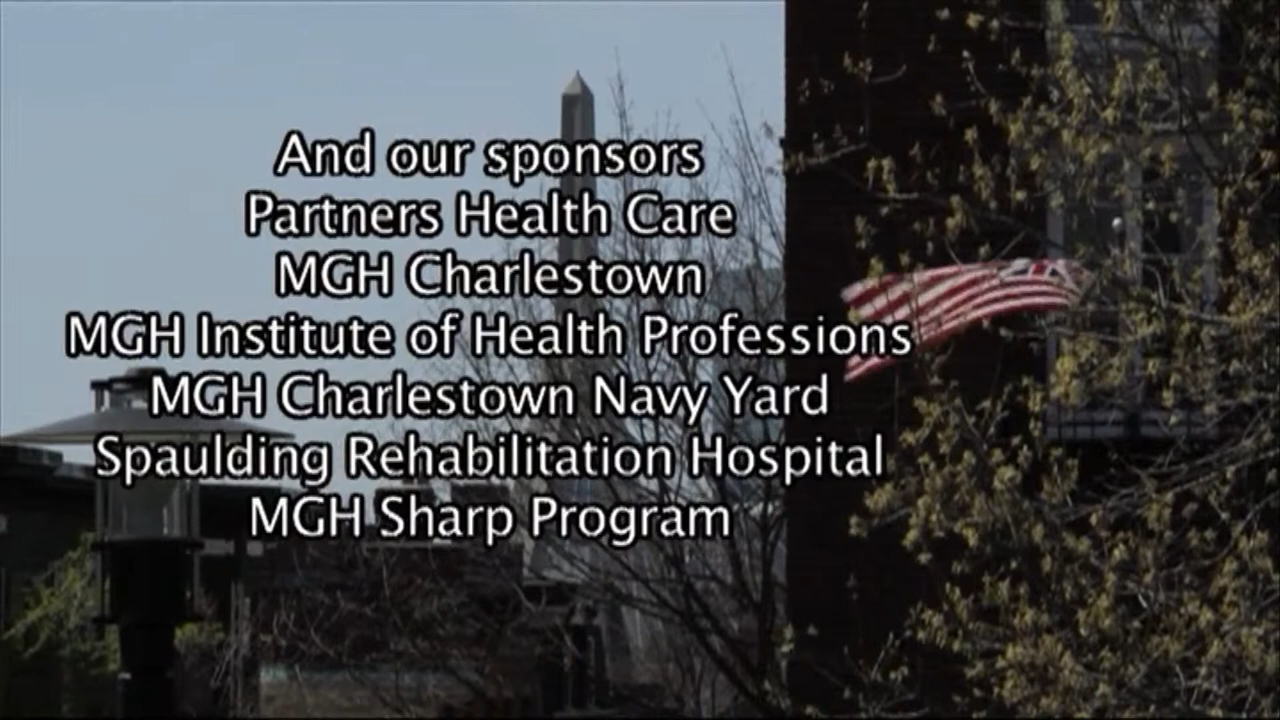 And our sponsors
Partners Health Care
MGH Charlestown
MGH Institute of Health Professions
MGH Charlestown Navy Yard
Spaulding Rehabilitation Hospital
MGH Sharp Program